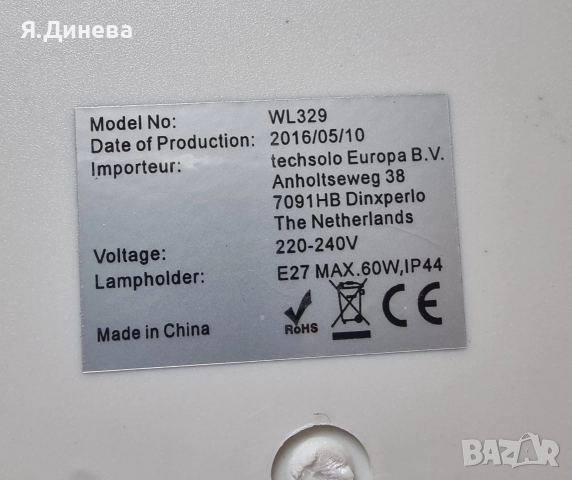 Я.Динева
Model No: WL329
Date of Production: 2016/05/10
Importeur: techsolo Europa B.V.
Anholtseweg 38
7091HB Dinxperlo
The Netherlands
Voltage: 220-240V
Lampholder: E27 MAX.60W,IP44
RoHS
CE
Made in China
BAZAR